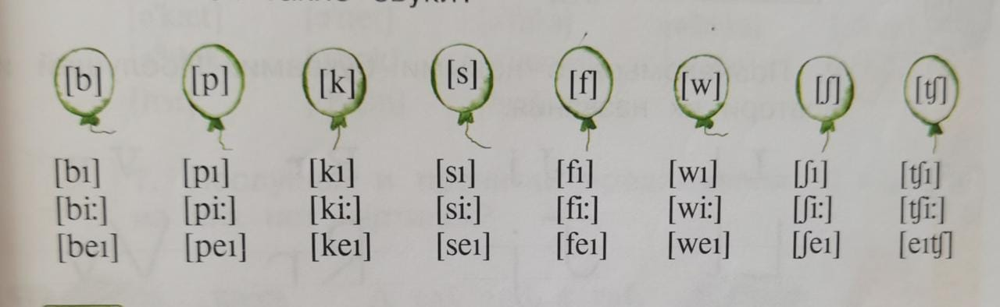 звуки?
[b] [p] [k] [s] [f] [w] [ʃ] [tʃ]
[bɪ] [pɪ] [kɪ] [sɪ] [fɪ] [wɪ] [ʃɪ] [tʃɪ]
[bi:] [pi:] [ki:] [si:] [fi:] [wi:] [ʃi:] [tʃi:]
[beɪ] [peɪ] [keɪ] [seɪ] [feɪ] [weɪ] [ʃeɪ] [eɪtʃ]